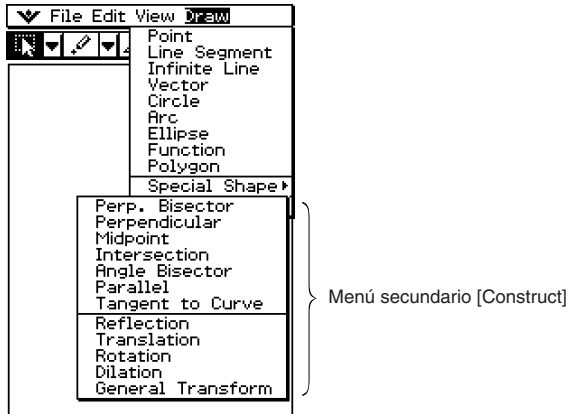 File Edit View Draw
Point
Line Segment
Infinite Line
Vector
Circle
Arc
Ellipse
Function
Polygon
Special Shape
Perp. Bisector
Perpendicular
Midpoint
Intersection
Angle Bisector
Parallel
Tangent to Curve
Reflection
Translation
Rotation
Dilation
General Transform
Menú secundario [Construct]